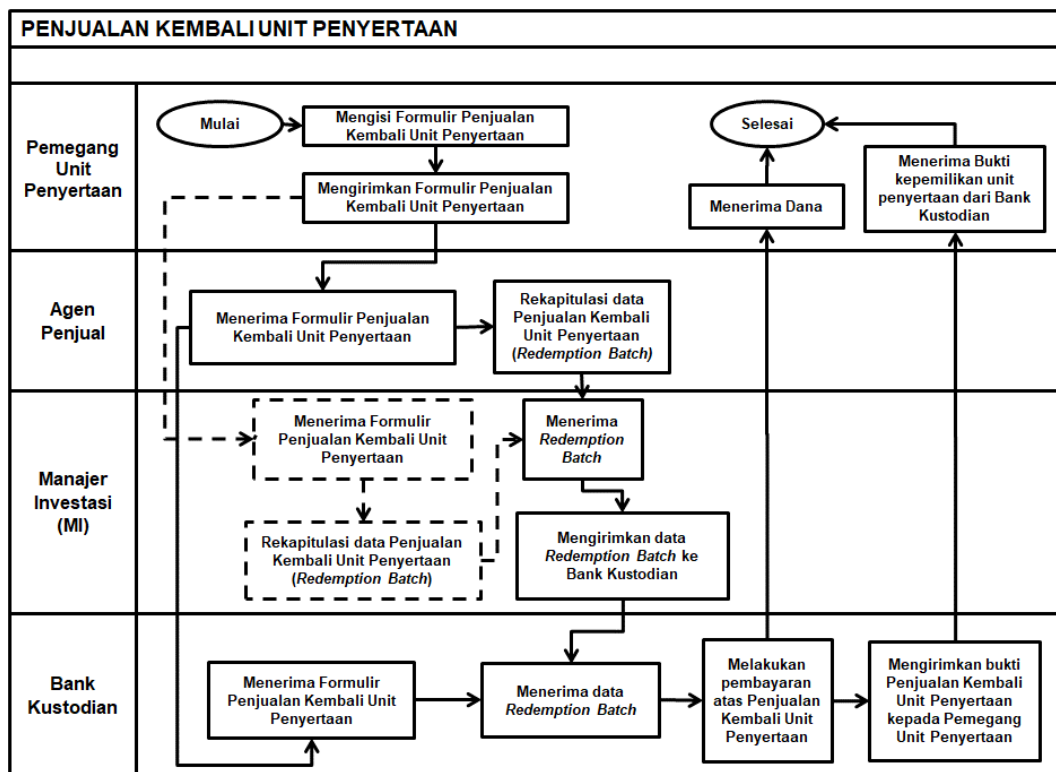 PENJUALAN KEMBALI UNIT PENYERTAAN
Pemegang
Unit
Penyertaan
Mulai
Mengisi Formulir Penjualan
Kembali Unit Penyertaan
Mengirimkan Formulir Penjualan
Kembali Unit Penyertaan
Selesai
Menerima Dana
Menerima Bukti
kepemilikan unit
penyertaan dari Bank
Kustodian
Agen
Penjual
Menerima Formulir Penjualan
Kembali Unit Penyertaan
Rekapitulasi data
Penjualan Kembali
Unit Penyertaan
(Redemption Batch)
Manajer
Investasi
(MI)
Menerima Formulir
Penjualan Kembali Unit
Penyertaan
Rekapitulasi data Penjualan
Kembali Unit Penyertaan
(Redemption Batch)
Menerima
Redemption
Batch
Mengirimkan data
Redemption Batch ke
Bank Kustodian
Bank
Kustodian
Menerima Formulir
Penjualan Kembali Unit
Penyertaan
Menerima data
Redemption Batch
Melakukan
pembayaran
atas Penjualan
Kembali Unit
Penyertaan
Mengirimkan bukti
Penjualan Kembali
Unit Penyertaan
kepada Pemegang
Unit Penyertaan